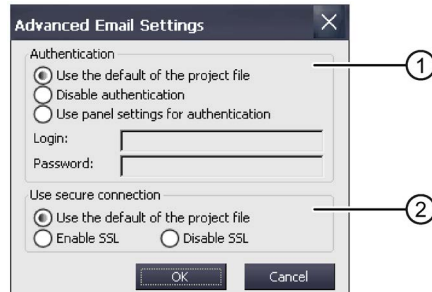 Advanced Email Settings
Authentication
1
Use the default of the project file
Disable authentication
Use panel settings for authentication
Login:
Password:
Use secure connection
2
Use the default of the project file
Enable SSL Disable SSL
OK Cancel